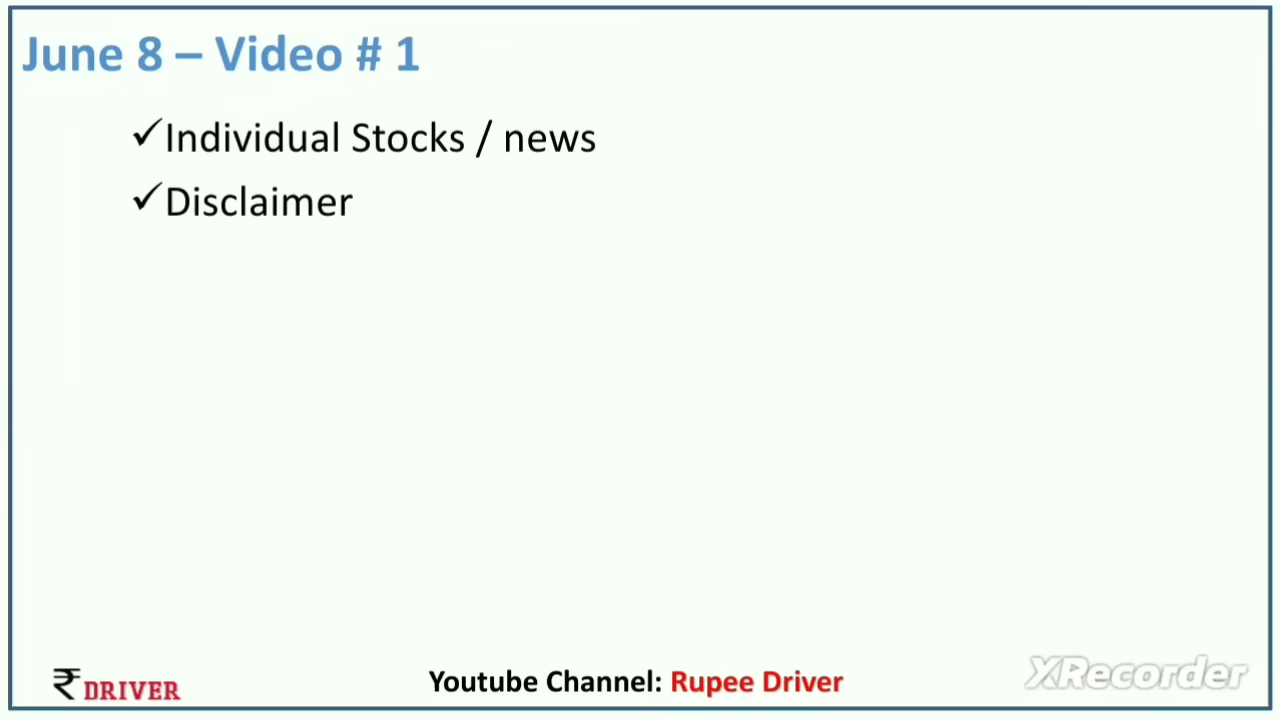 June 8 – Video # 1
✓Individual Stocks / news
✓Disclaimer
₹ DRIVER
Youtube Channel: Rupee Driver
XRecorder